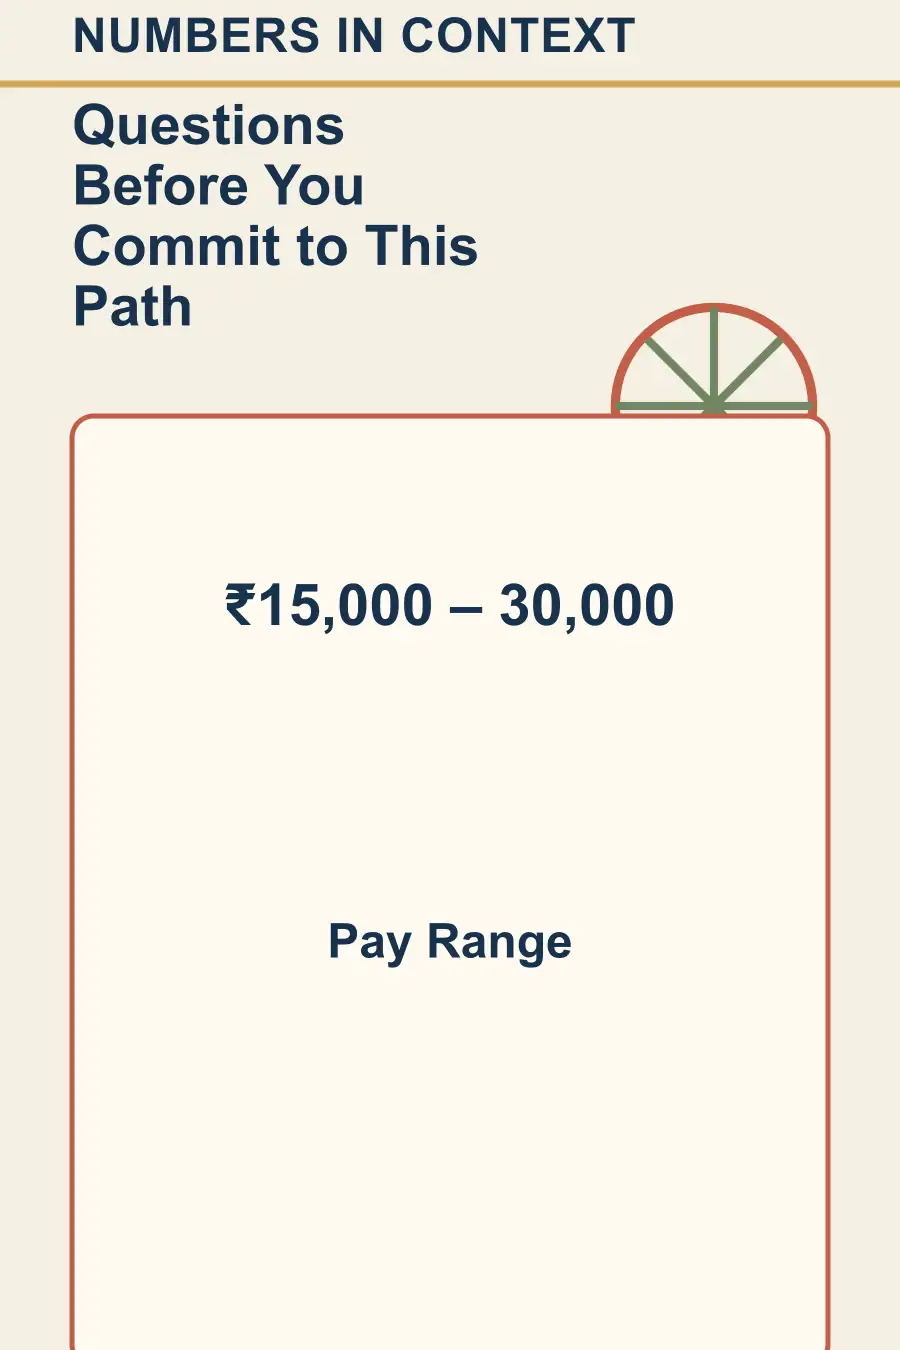 NUMBERS IN CONTEXT
Questions
Before You
Commit to This
Path
₹15,000 – 30,000
Pay Range